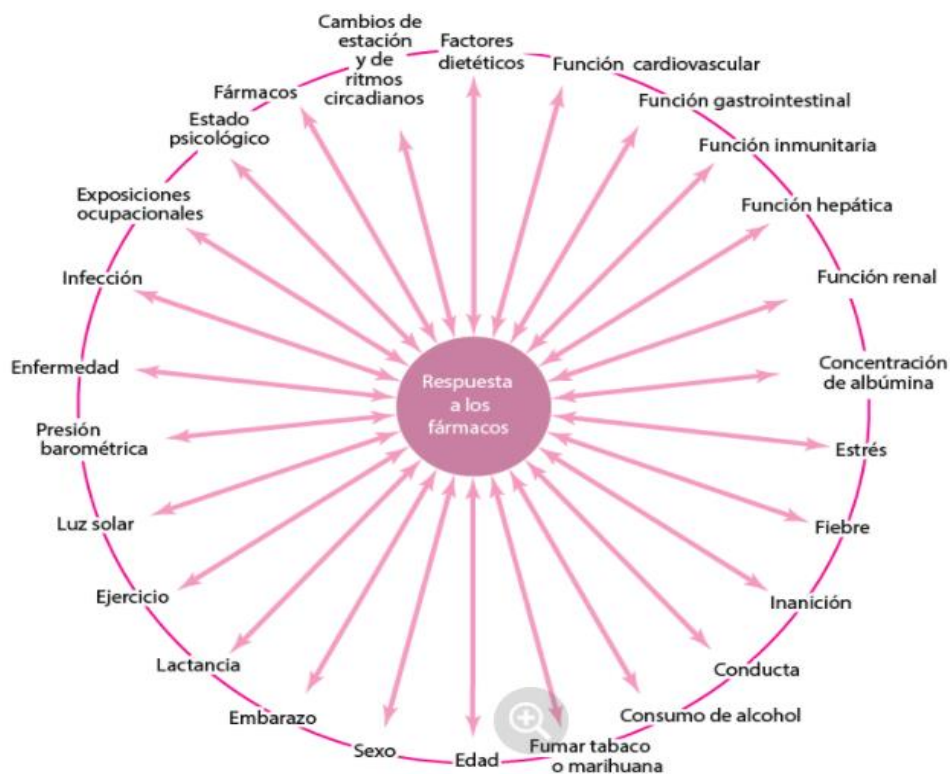 Cambios de
estación
y de
ritmos
circadianos
Factores
dietéticos
Función cardiovascular
Función gastrointestinal
Función inmunitaria
Función hepática
Función renal
Concentración
de albúmina
Estrés
Fiebre
Inanición
Conducta
Consumo de alcohol
Fumar tabaco
o marihuana
Edad
Sexo
Embarazo
Lactancia
Ejercicio
Luz solar
Presión
barométrica
Enfermedad
Infección
Exposiciones
ocupacionales
Estado
psicológico
Fármacos
Respuesta
a los
fármacos